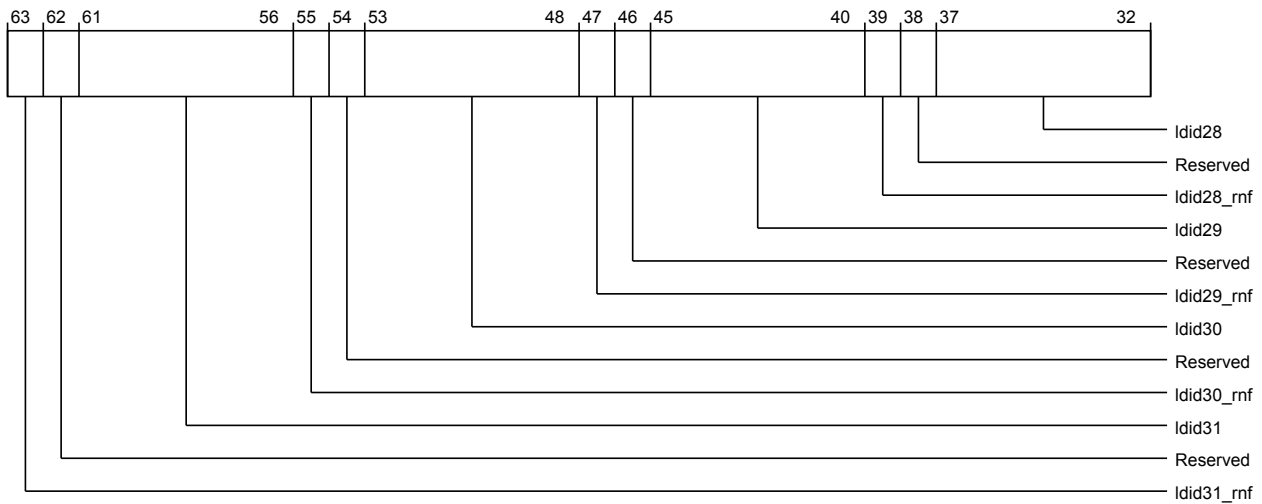 63 62 61 56 55 54 53 48 47 46 45 40 39 38 37 32
ldid28
Reserved
ldid28_rnf
ldid29
Reserved
ldid29_rnf
ldid30
Reserved
ldid30_rnf
ldid31
Reserved
ldid31_rnf